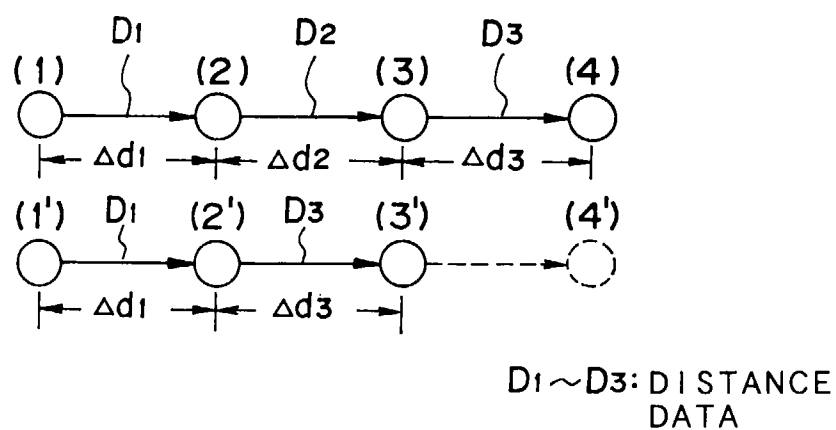 D1 D2 D3
(1) (2) (3) (4)
Δd1 Δd2 Δd3
(1') D1 (2') D3 (3') (4')
Δd1 Δd3
D1~D3: DISTANCE
DATA